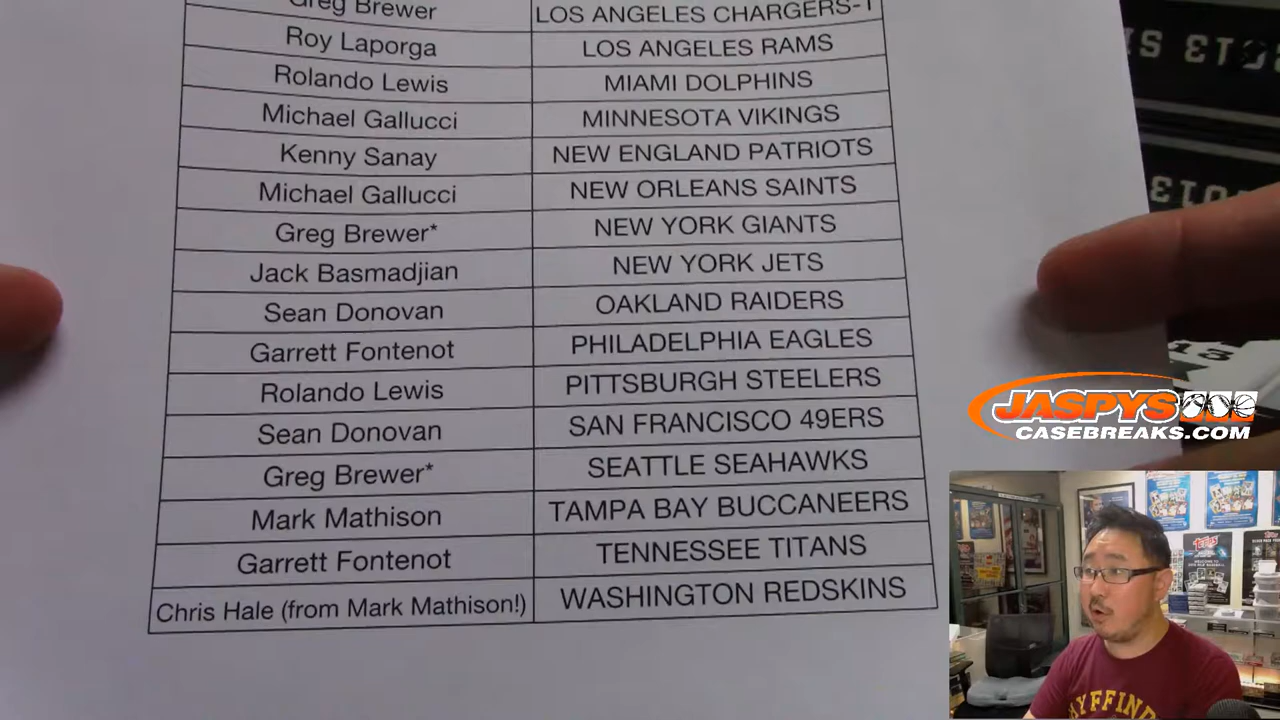 Greg Brewer LOS ANGELES CHARGERS-1
Roy Laporga LOS ANGELES RAMS
Rolando Lewis MIAMI DOLPHINS
Michael Gallucci MINNESOTA VIKINGS
Kenny Sanay NEW ENGLAND PATRIOTS
Michael Gallucci NEW ORLEANS SAINTS
Greg Brewer* NEW YORK GIANTS
Jack Basmadjian NEW YORK JETS
Sean Donovan OAKLAND RAIDERS
Garrett Fontenot PHILADELPHIA EAGLES
Rolando Lewis PITTSBURGH STEELERS
Sean Donovan SAN FRANCISCO 49ERS
Greg Brewer* SEATTLE SEAHAWKS
Mark Mathison TAMPA BAY BUCCANEERS
Garrett Fontenot TENNESSEE TITANS
Chris Hale (from Mark Mathison!) WASHINGTON REDSKINS
JASPYS
CASEBREAKS.COM
Topps